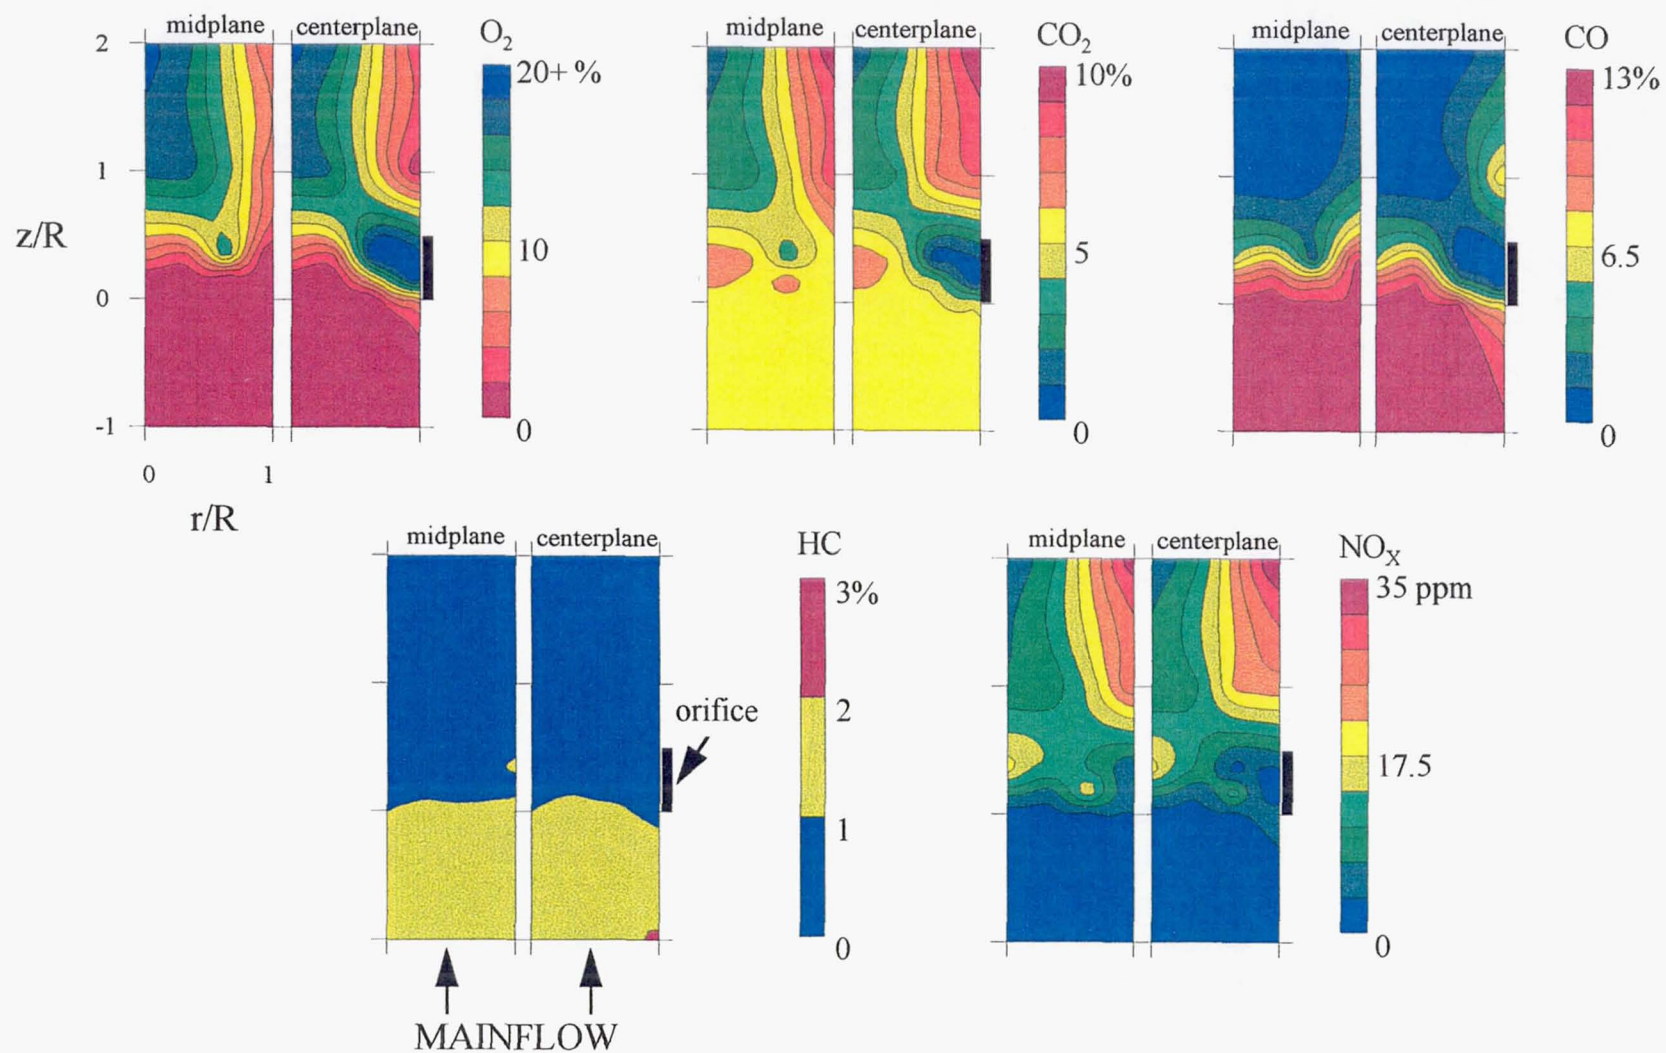 midplane centerplane O2
2
20+ %
1
z/R
10
0
-1
0
0 1
r/R
midplane centerplane CO2
10%
5
0
midplane centerplane CO
13%
6.5
0
midplane centerplane HC
3%
orifice
2
1
0
MAINFLOW
midplane centerplane NOX
35 ppm
17.5
0